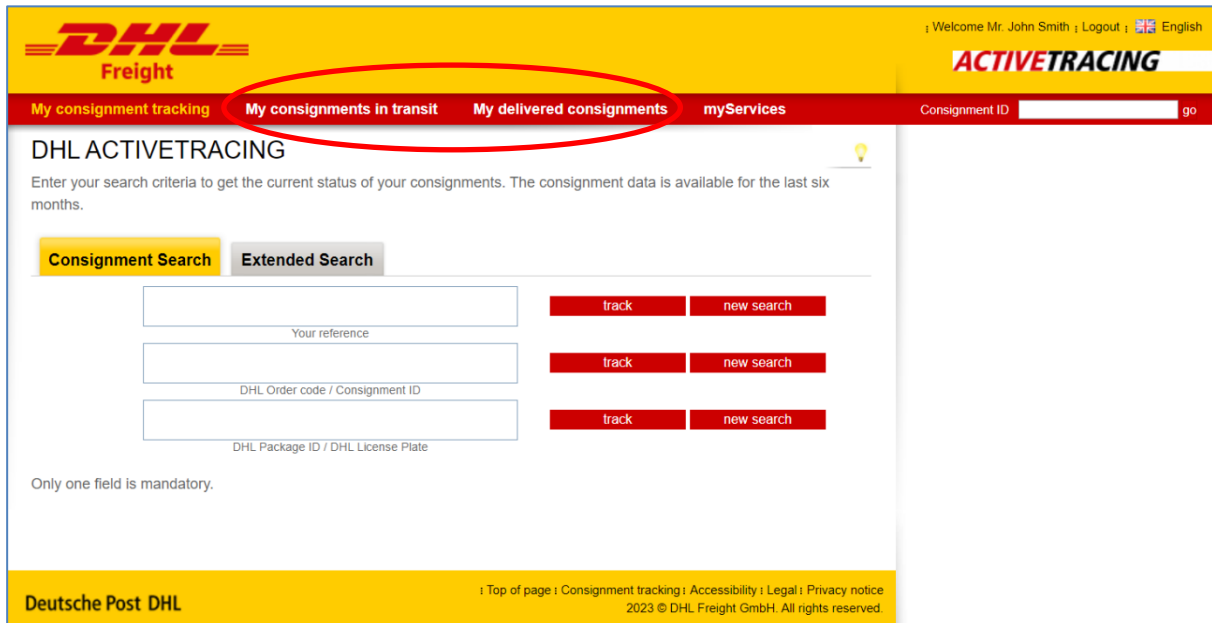 DHL
Freight
¡ Welcome Mr. John Smith ¡ Logout ¡ English
ACTIVETRACING
My consignment tracking My consignments in transit My delivered consignments myServices Consignment ID go
DHL ACTIVETRACING
Enter your search criteria to get the current status of your consignments. The consignment data is available for the last six
months.
Consignment Search Extended Search
track new search
Your reference
track new search
DHL Order code / Consignment ID
track new search
DHL Package ID / DHL License Plate
Only one field is mandatory.
¡ Top of page ¡ Consignment tracking ¡ Accessibility ¡ Legal ¡ Privacy notice
Deutsche Post DHL
2023 © DHL Freight GmbH. All rights reserved.